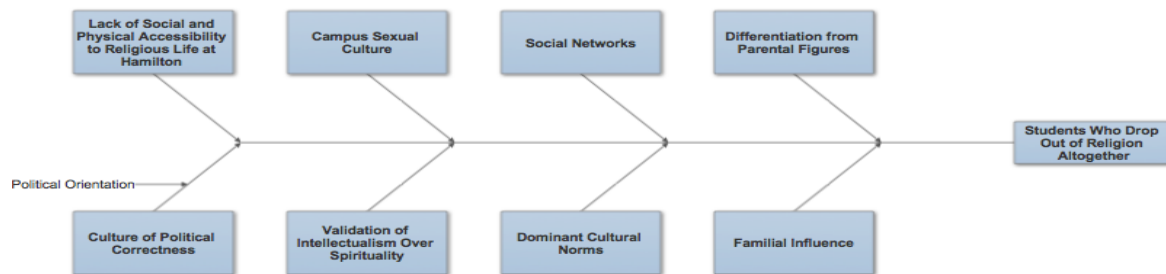 Lack of Social and
Physical Accessibility
to Religious Life at
Hamilton
Campus Sexual
Culture
Social Networks
Differentiation from
Parental Figures
Students Who Drop
Out of Religion
Altogether
Political Orientation
Culture of Political
Correctness
Validation of
Intellectualism Over
Spirituality
Dominant Cultural
Norms
Familial Influence